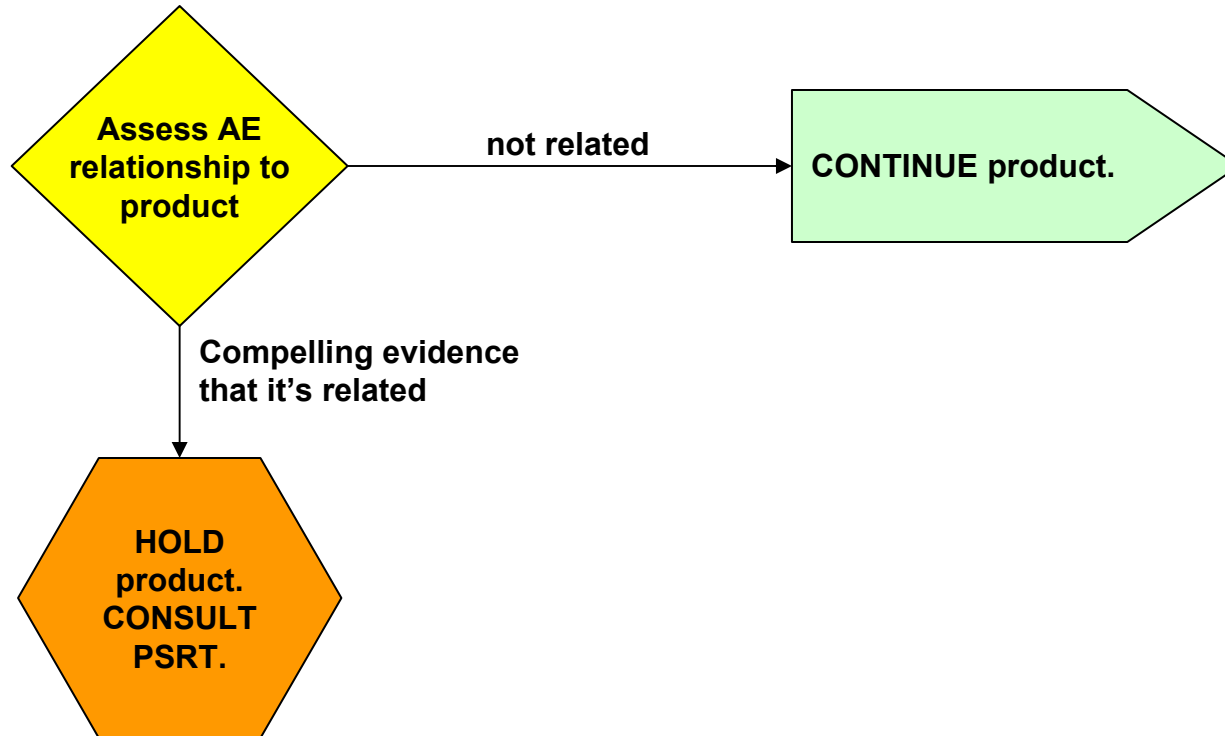 Assess AE
relationship to
product
not related
CONTINUE product.
Compelling evidence
that it’s related
HOLD
product.
CONSULT
PSRT.